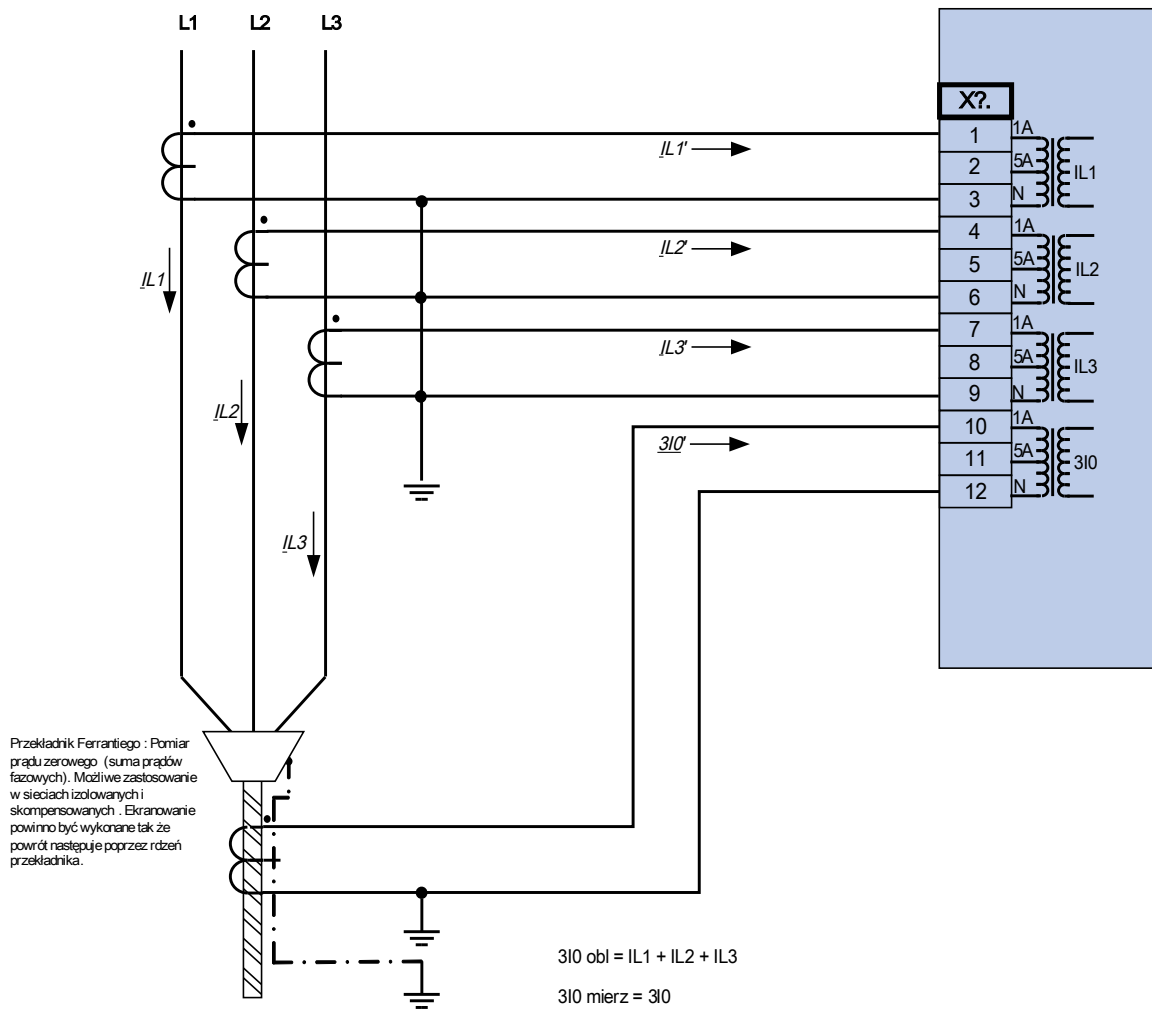 L1 L2 L3
X?.
1 1A
2 5A
3 N
IL1
4 1A
5 5A
6 N
IL2
7 1A
8 5A
9 N
IL3
10 1A
11 5A
12 N
3I0
IL1'
IL2'
IL3'
3I0'
IL1
IL2
IL3
Przekładnik Ferrantiego : Pomiar
prądu zerowego (suma prądów
fazowych). Możliwe zastosowanie
w sieciach izolowanych i
skompensowanych . Ekranowanie
powinno być wykonane tak że
powrót następuje poprzez rdzeń
przekładnika.
3I0 obl = IL1 + IL2 + IL3
3I0 mierz = 3I0